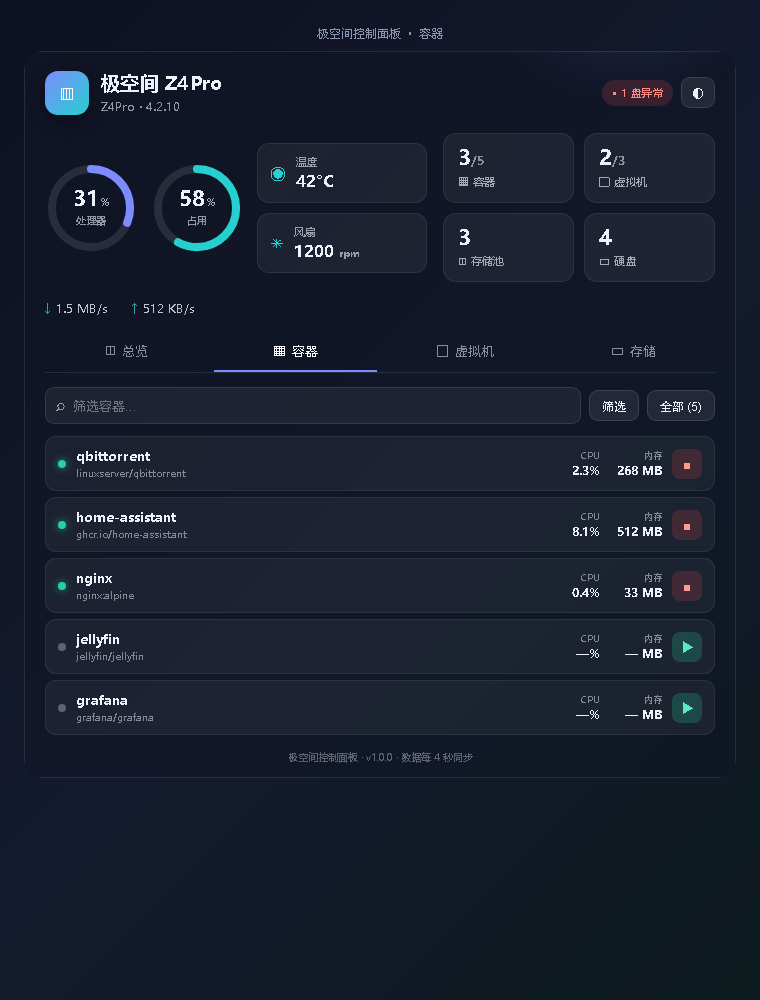 极空间控制面板 • 容器
极空间 Z4Pro
Z4Pro · 4.2.10
• 1 盘异常
31%
处理器
58%
占用
温度
42°C
风扇
1200 rpm
3/5
容器
2/3
虚拟机
3
存储池
4
硬盘
↓ 1.5 MB/s ↑ 512 KB/s
总览 容器 虚拟机 存储
筛选容器... 筛选 全部 (5)
qbittorrent
linuxserver/qbittorrent
CPU 内存
2.3% 268 MB
home-assistant
ghcr.io/home-assistant
CPU 内存
8.1% 512 MB
nginx
nginx:alpine
CPU 内存
0.4% 33 MB
jellyfin
jellyfin/jellyfin
CPU 内存
—% — MB
grafana
grafana/grafana
CPU 内存
—% — MB
极空间控制面板 · v1.0.0 · 数据每 4 秒同步